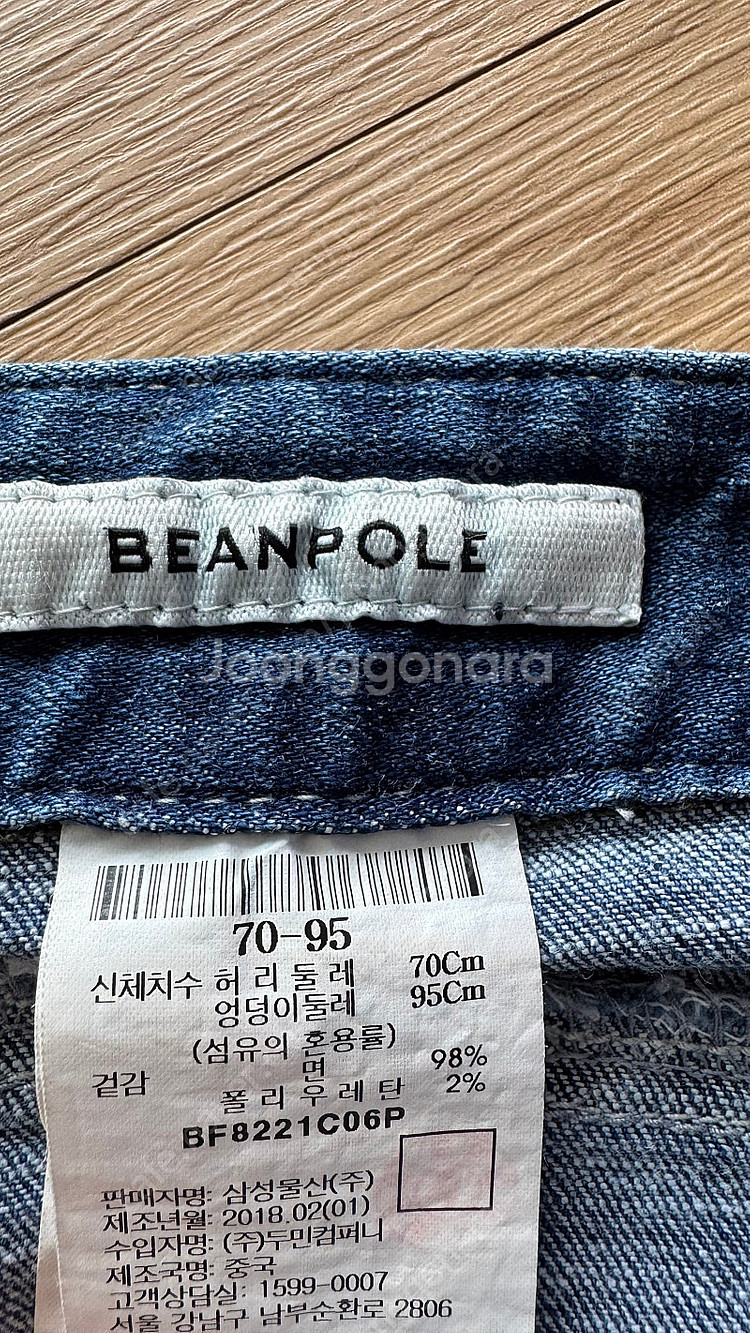 BEANPOLE
Joonggonara
70-95
신체치수 허 리 둘 레 70Cm
엉덩이둘레 95Cm
(섬유의 혼용률)
겉감 면 98%
폴 리 우 레 탄 2%
BF8221C06P
판매자명: 삼성물산(주)
제조년월: 2018.02(01)
수입자명: (주)두민컴퍼니
제조국명: 중국
고객상담실: 1599-0007
서울 강남구 남부순환로 2806